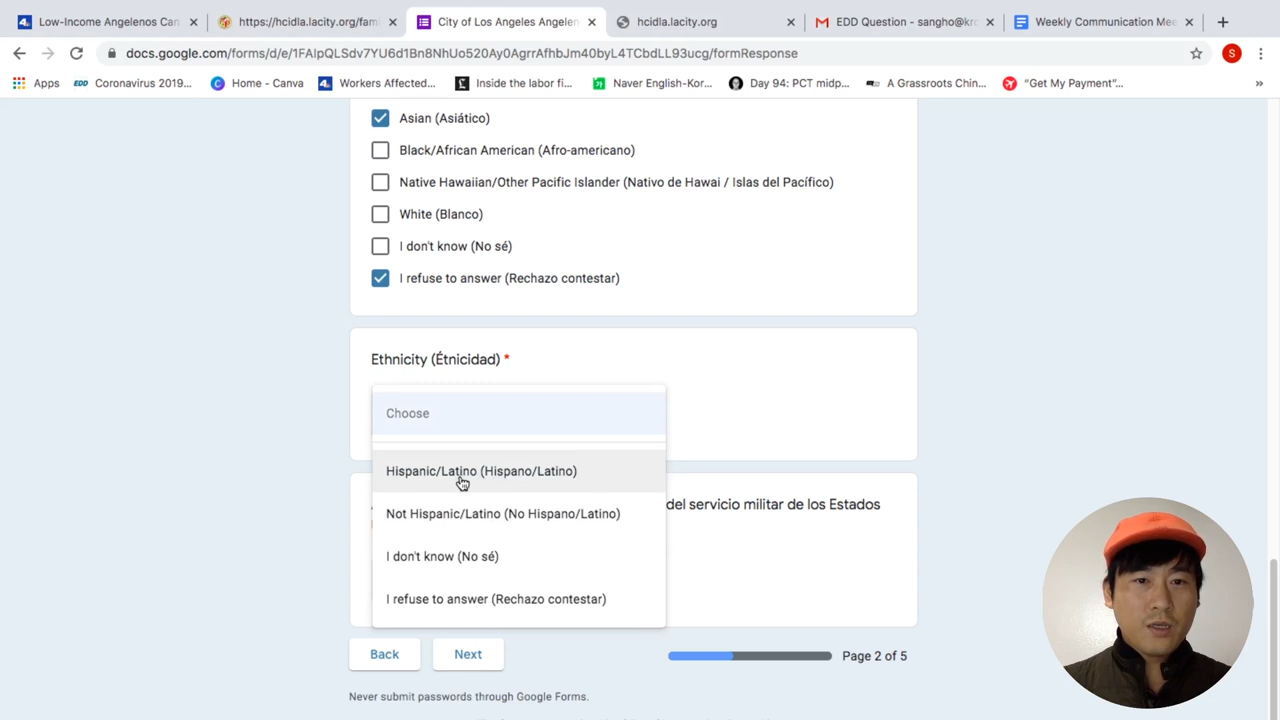 Low-Income Angelenos Can
https://hcidla.lacity.org/fam
City of Los Angeles Angelen
hcidla.lacity.org
EDD Question - sangho@kr
Weekly Communication Mee
docs.google.com/forms/d/e/1FAIpQLSdv7YU6d1Bn8NhUo520Ay0AgrrAfhbJm40byL4TCbdLL93ucg/formResponse
S
Apps
EDD
Coronavirus 2019...
Home - Canva
Workers Affected...
Inside the labor fi...
Naver English-Kor...
Day 94: PCT midp...
A Grassroots Chin...
“Get My Payment”...
»
Asian (Asiático)
Black/African American (Afro-americano)
Native Hawaiian/Other Pacific Islander (Nativo de Hawai / Islas del Pacífico)
White (Blanco)
I don't know (No sé)
I refuse to answer (Rechazo contestar)
Ethnicity (Étnicidad) *
Choose
Hispanic/Latino (Hispano/Latino)
del servicio militar de los Estados
Not Hispanic/Latino (No Hispano/Latino)
I don't know (No sé)
I refuse to answer (Rechazo contestar)
Back
Next
Page 2 of 5
Never submit passwords through Google Forms.